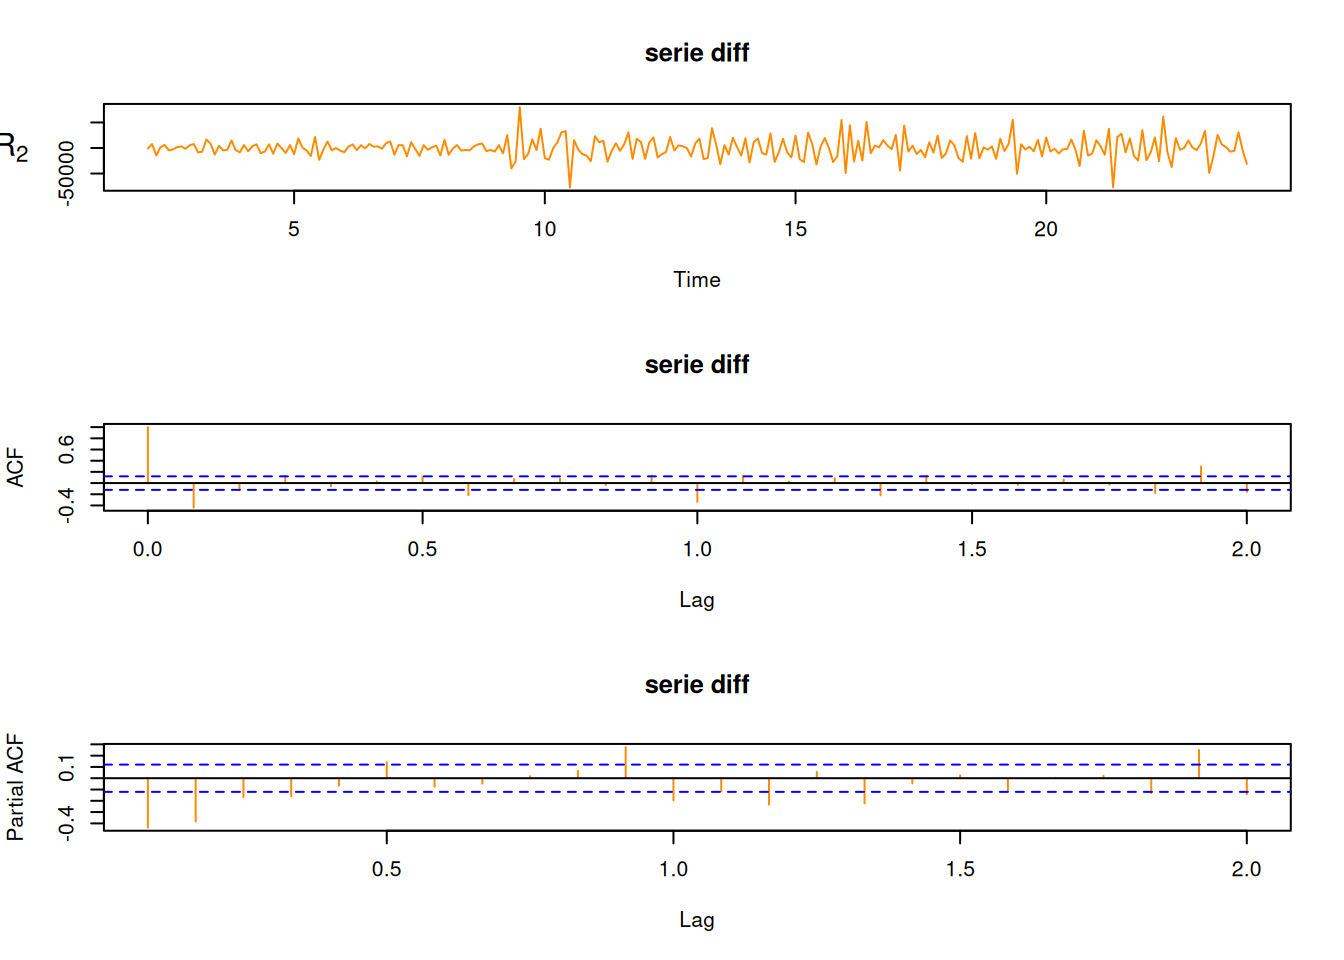 serie diff
R2
-50000
5 10 15 20
Time
serie diff
ACF
-0.4 0.6
0.0 0.5 1.0 1.5 2.0
Lag
serie diff
Partial ACF
-0.4 0.1
0.5 1.0 1.5 2.0
Lag